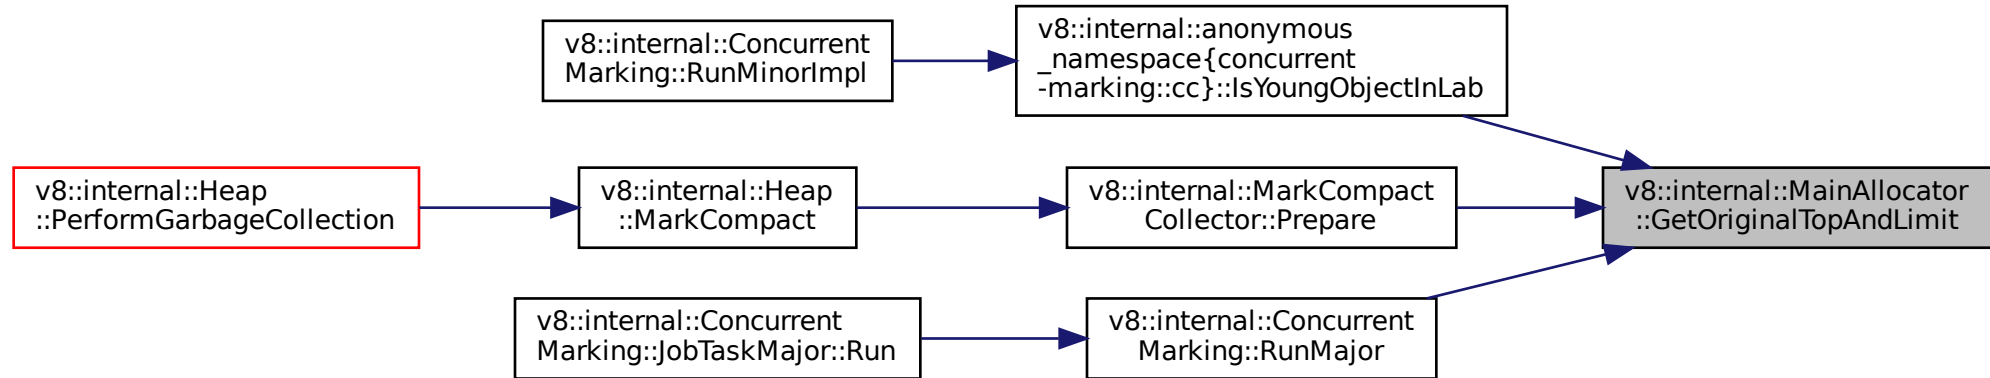 v8::internal::Concurrent
Marking::RunMinorImpl
v8::internal::anonymous
_namespace{concurrent
-marking::cc}::IsYoungObjectInLab
v8::internal::Heap
::PerformGarbageCollection
v8::internal::Heap
::MarkCompact
v8::internal::MarkCompact
Collector::Prepare
v8::internal::MainAllocator
::GetOriginalTopAndLimit
v8::internal::Concurrent
Marking::JobTaskMajor::Run
v8::internal::Concurrent
Marking::RunMajor